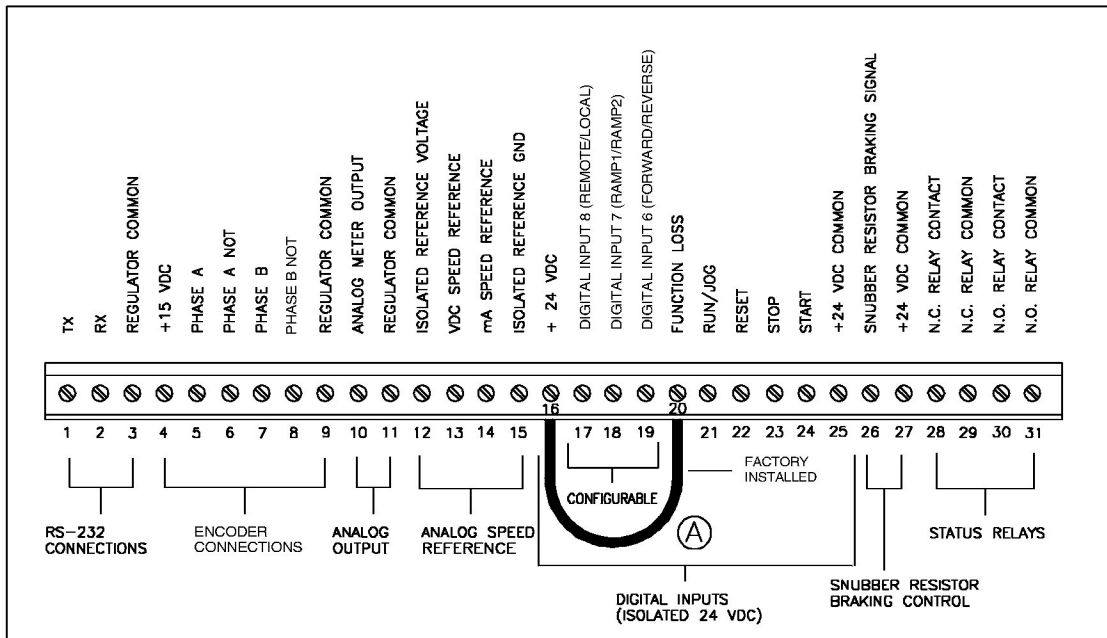 TX
RX
REGULATOR COMMON
+15 VDC
PHASE A
PHASE A NOT
PHASE B
PHASE B NOT
REGULATOR COMMON
ANALOG METER OUTPUT
REGULATOR COMMON
ISOLATED REFERENCE VOLTAGE
VDC SPEED REFERENCE
mA SPEED REFERENCE
ISOLATED REFERENCE GND
+ 24 VDC
DIGITAL INPUT 8 (REMOTE/LOCAL)
DIGITAL INPUT 7 (RAMP1/RAMP2)
DIGITAL INPUT 6 (FORWARD/REVERSE)
FUNCTION LOSS
RUN/JOG
RESET
STOP
START
+24 VDC COMMON
SNUBBER RESISTOR BRAKING SIGNAL
+24 VDC COMMON
N.C. RELAY CONTACT
N.C. RELAY COMMON
N.O. RELAY CONTACT
N.O. RELAY COMMON
16 20
1 2 3 4 5 6 7 8 9 10 11 12 13 14 15 17 18 19 21 22 23 24 25 26 27 28 29 30 31
RS-232
CONNECTIONS
ENCODER
CONNECTIONS
ANALOG
OUTPUT
ANALOG SPEED
REFERENCE
CONFIGURABLE
FACTORY
INSTALLED
A
DIGITAL INPUTS
(ISOLATED 24 VDC)
SNUBBER RESISTOR
BRAKING CONTROL
STATUS RELAYS